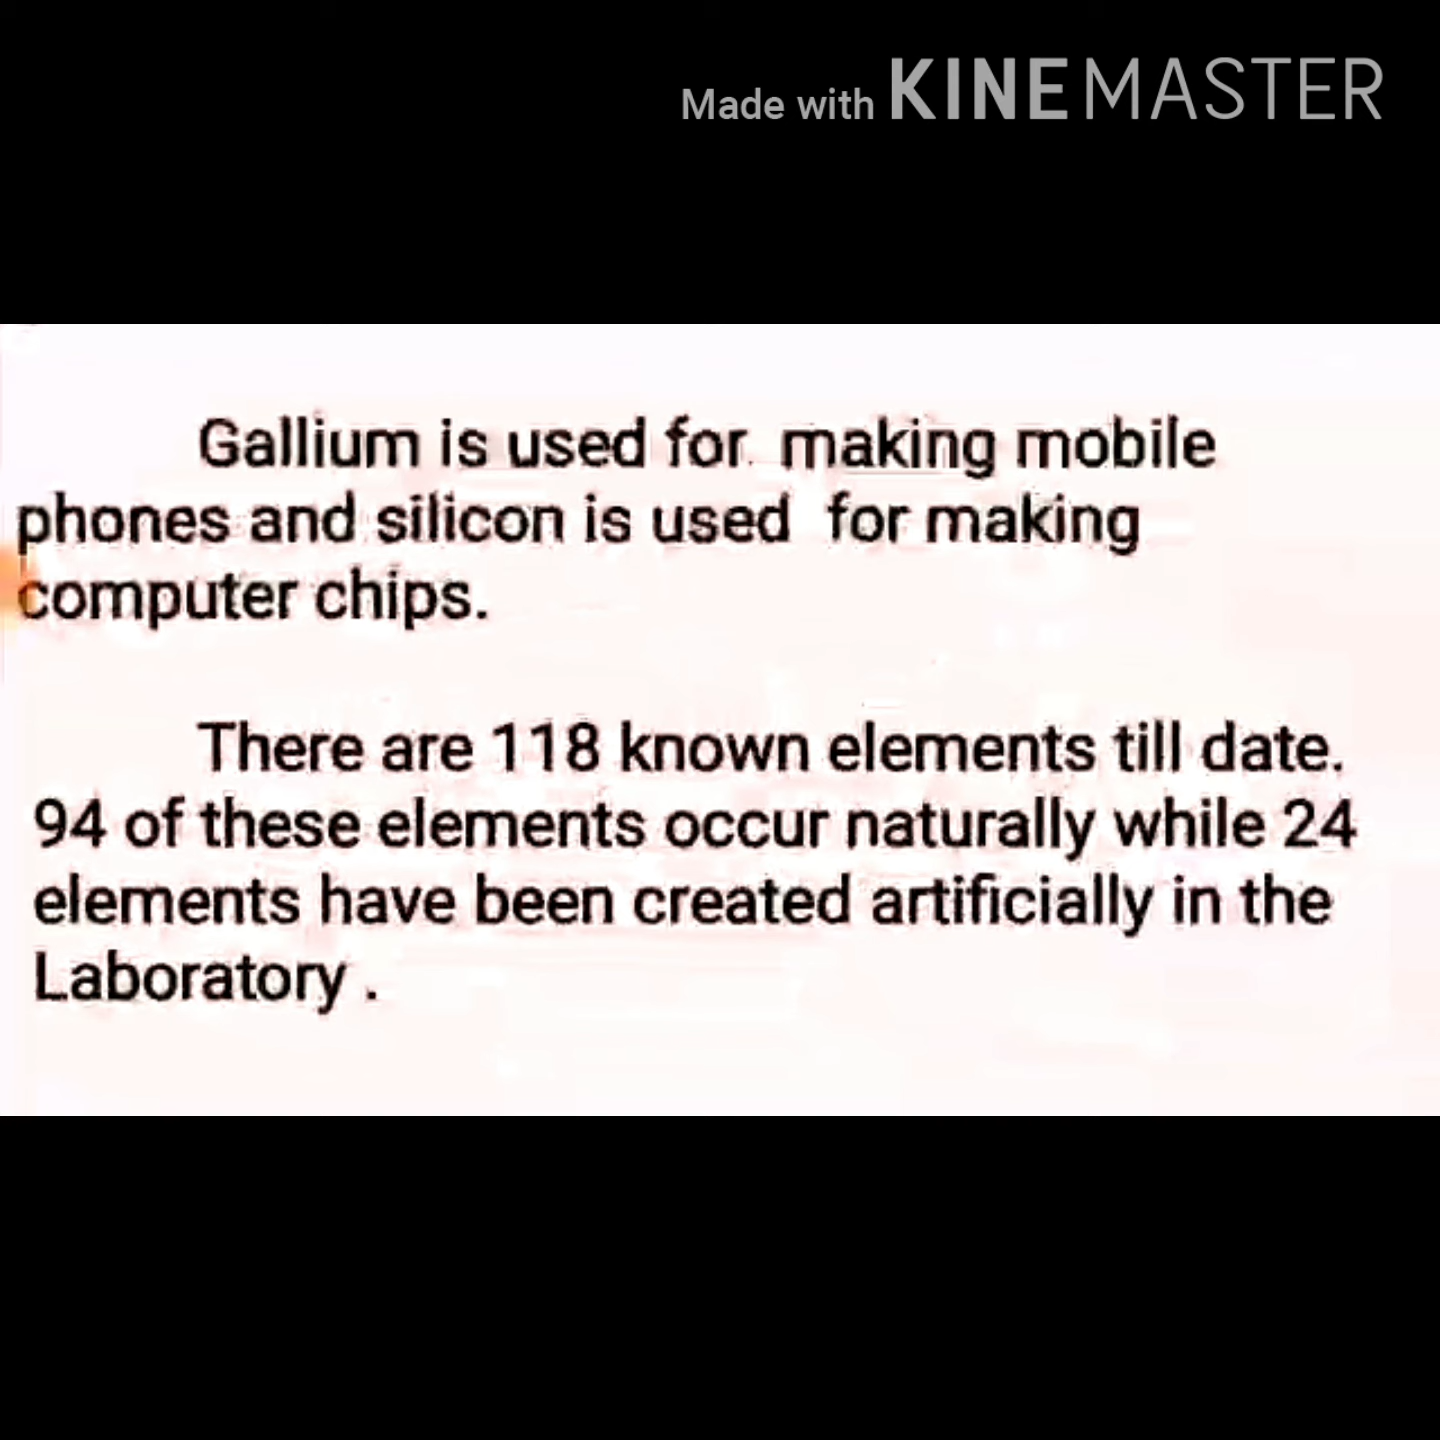 Made with KINEMASTER
Gallium is used for making mobile
phones and silicon is used for making
computer chips.
There are 118 known elements till date.
94 of these elements occur naturally while 24
elements have been created artificially in the
Laboratory .